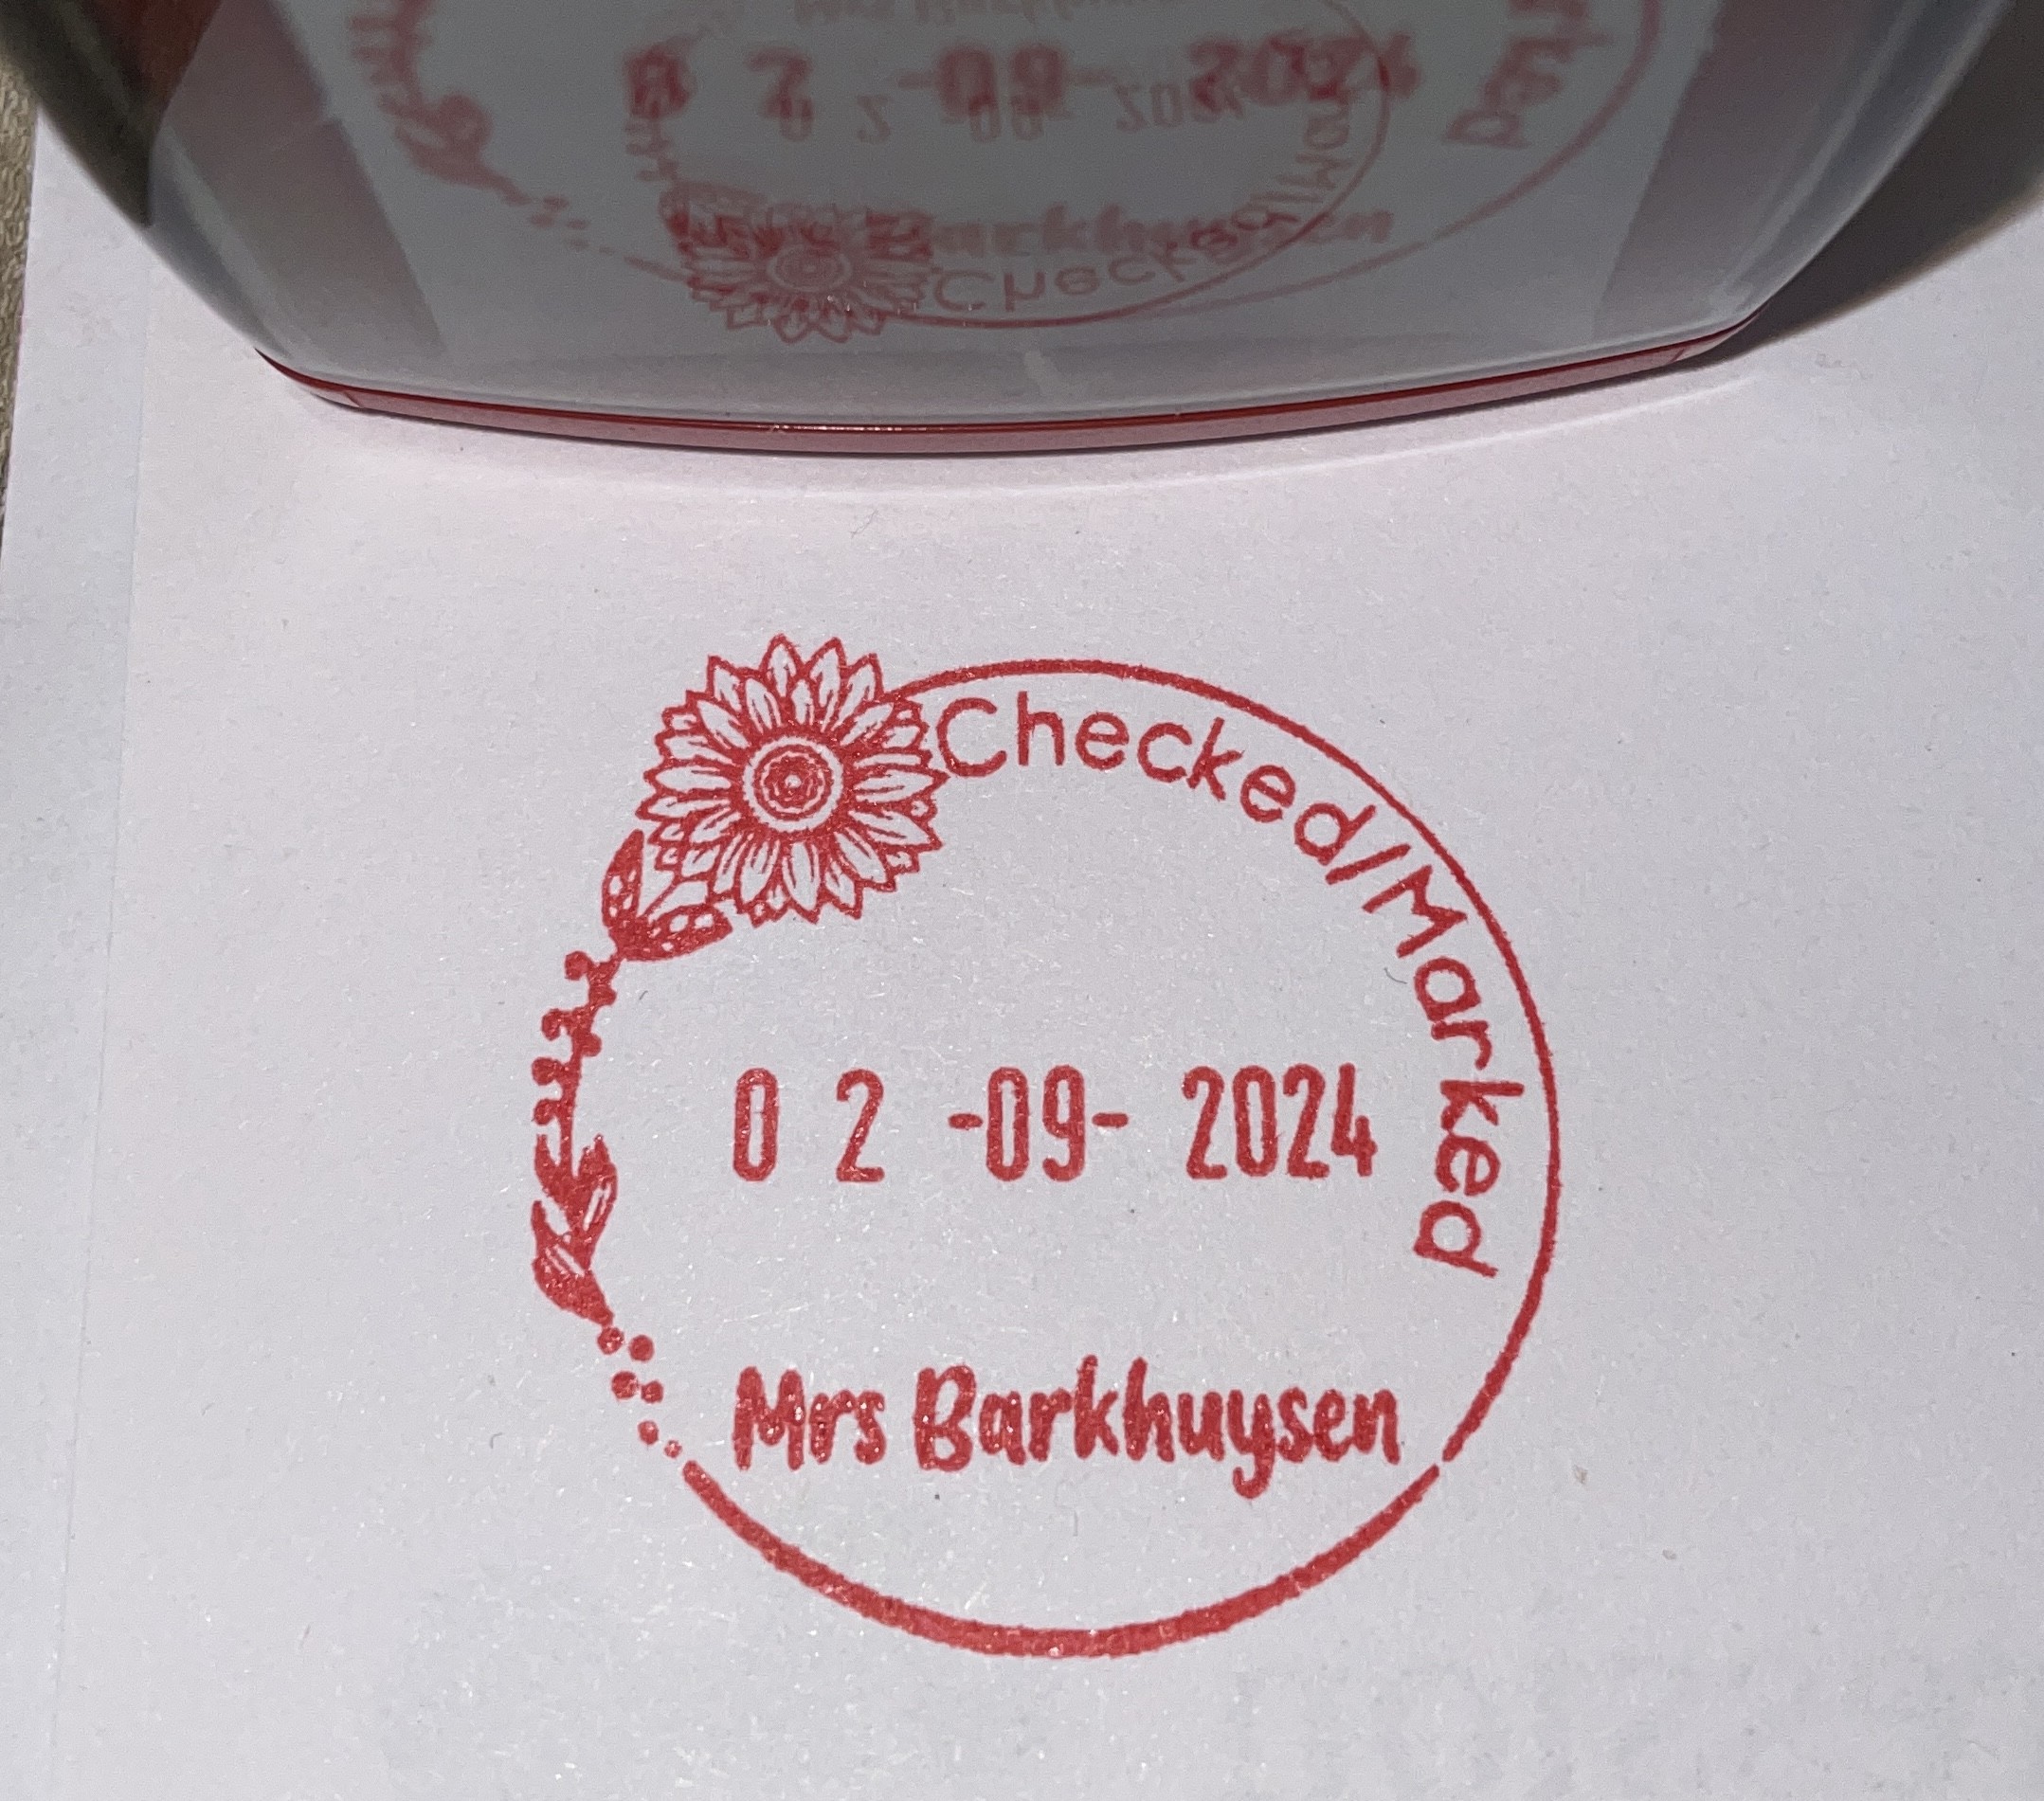 Checked/Marked
0 2 -09- 2024
Mrs Barkhuysen